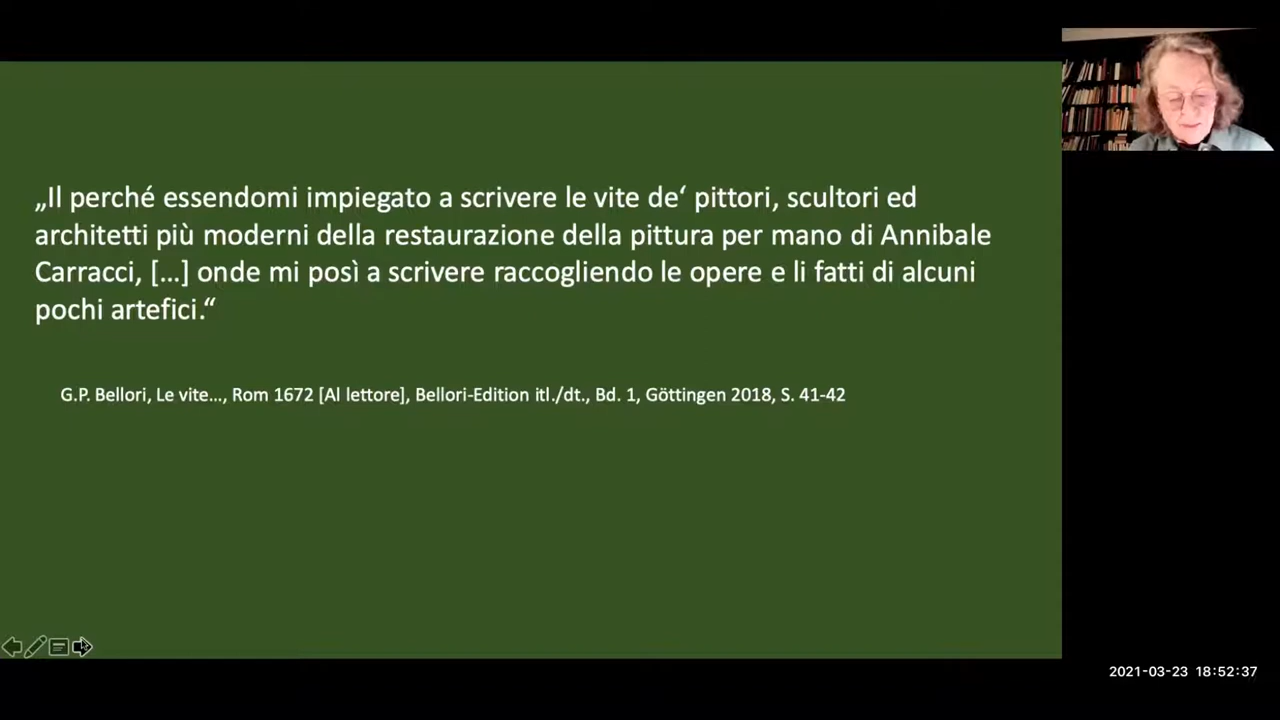 „Il perché essendomi impiegato a scrivere le vite de‘ pittori, scultori ed
architetti più moderni della restaurazione della pittura per mano di Annibale
Carracci, […] onde mi posì a scrivere raccogliendo le opere e li fatti di alcuni
pochi artefici.“
G.P. Bellori, Le vite…, Rom 1672 [Al lettore], Bellori-Edition itl./dt., Bd. 1, Göttingen 2018, S. 41-42
2021-03-23 18:52:37